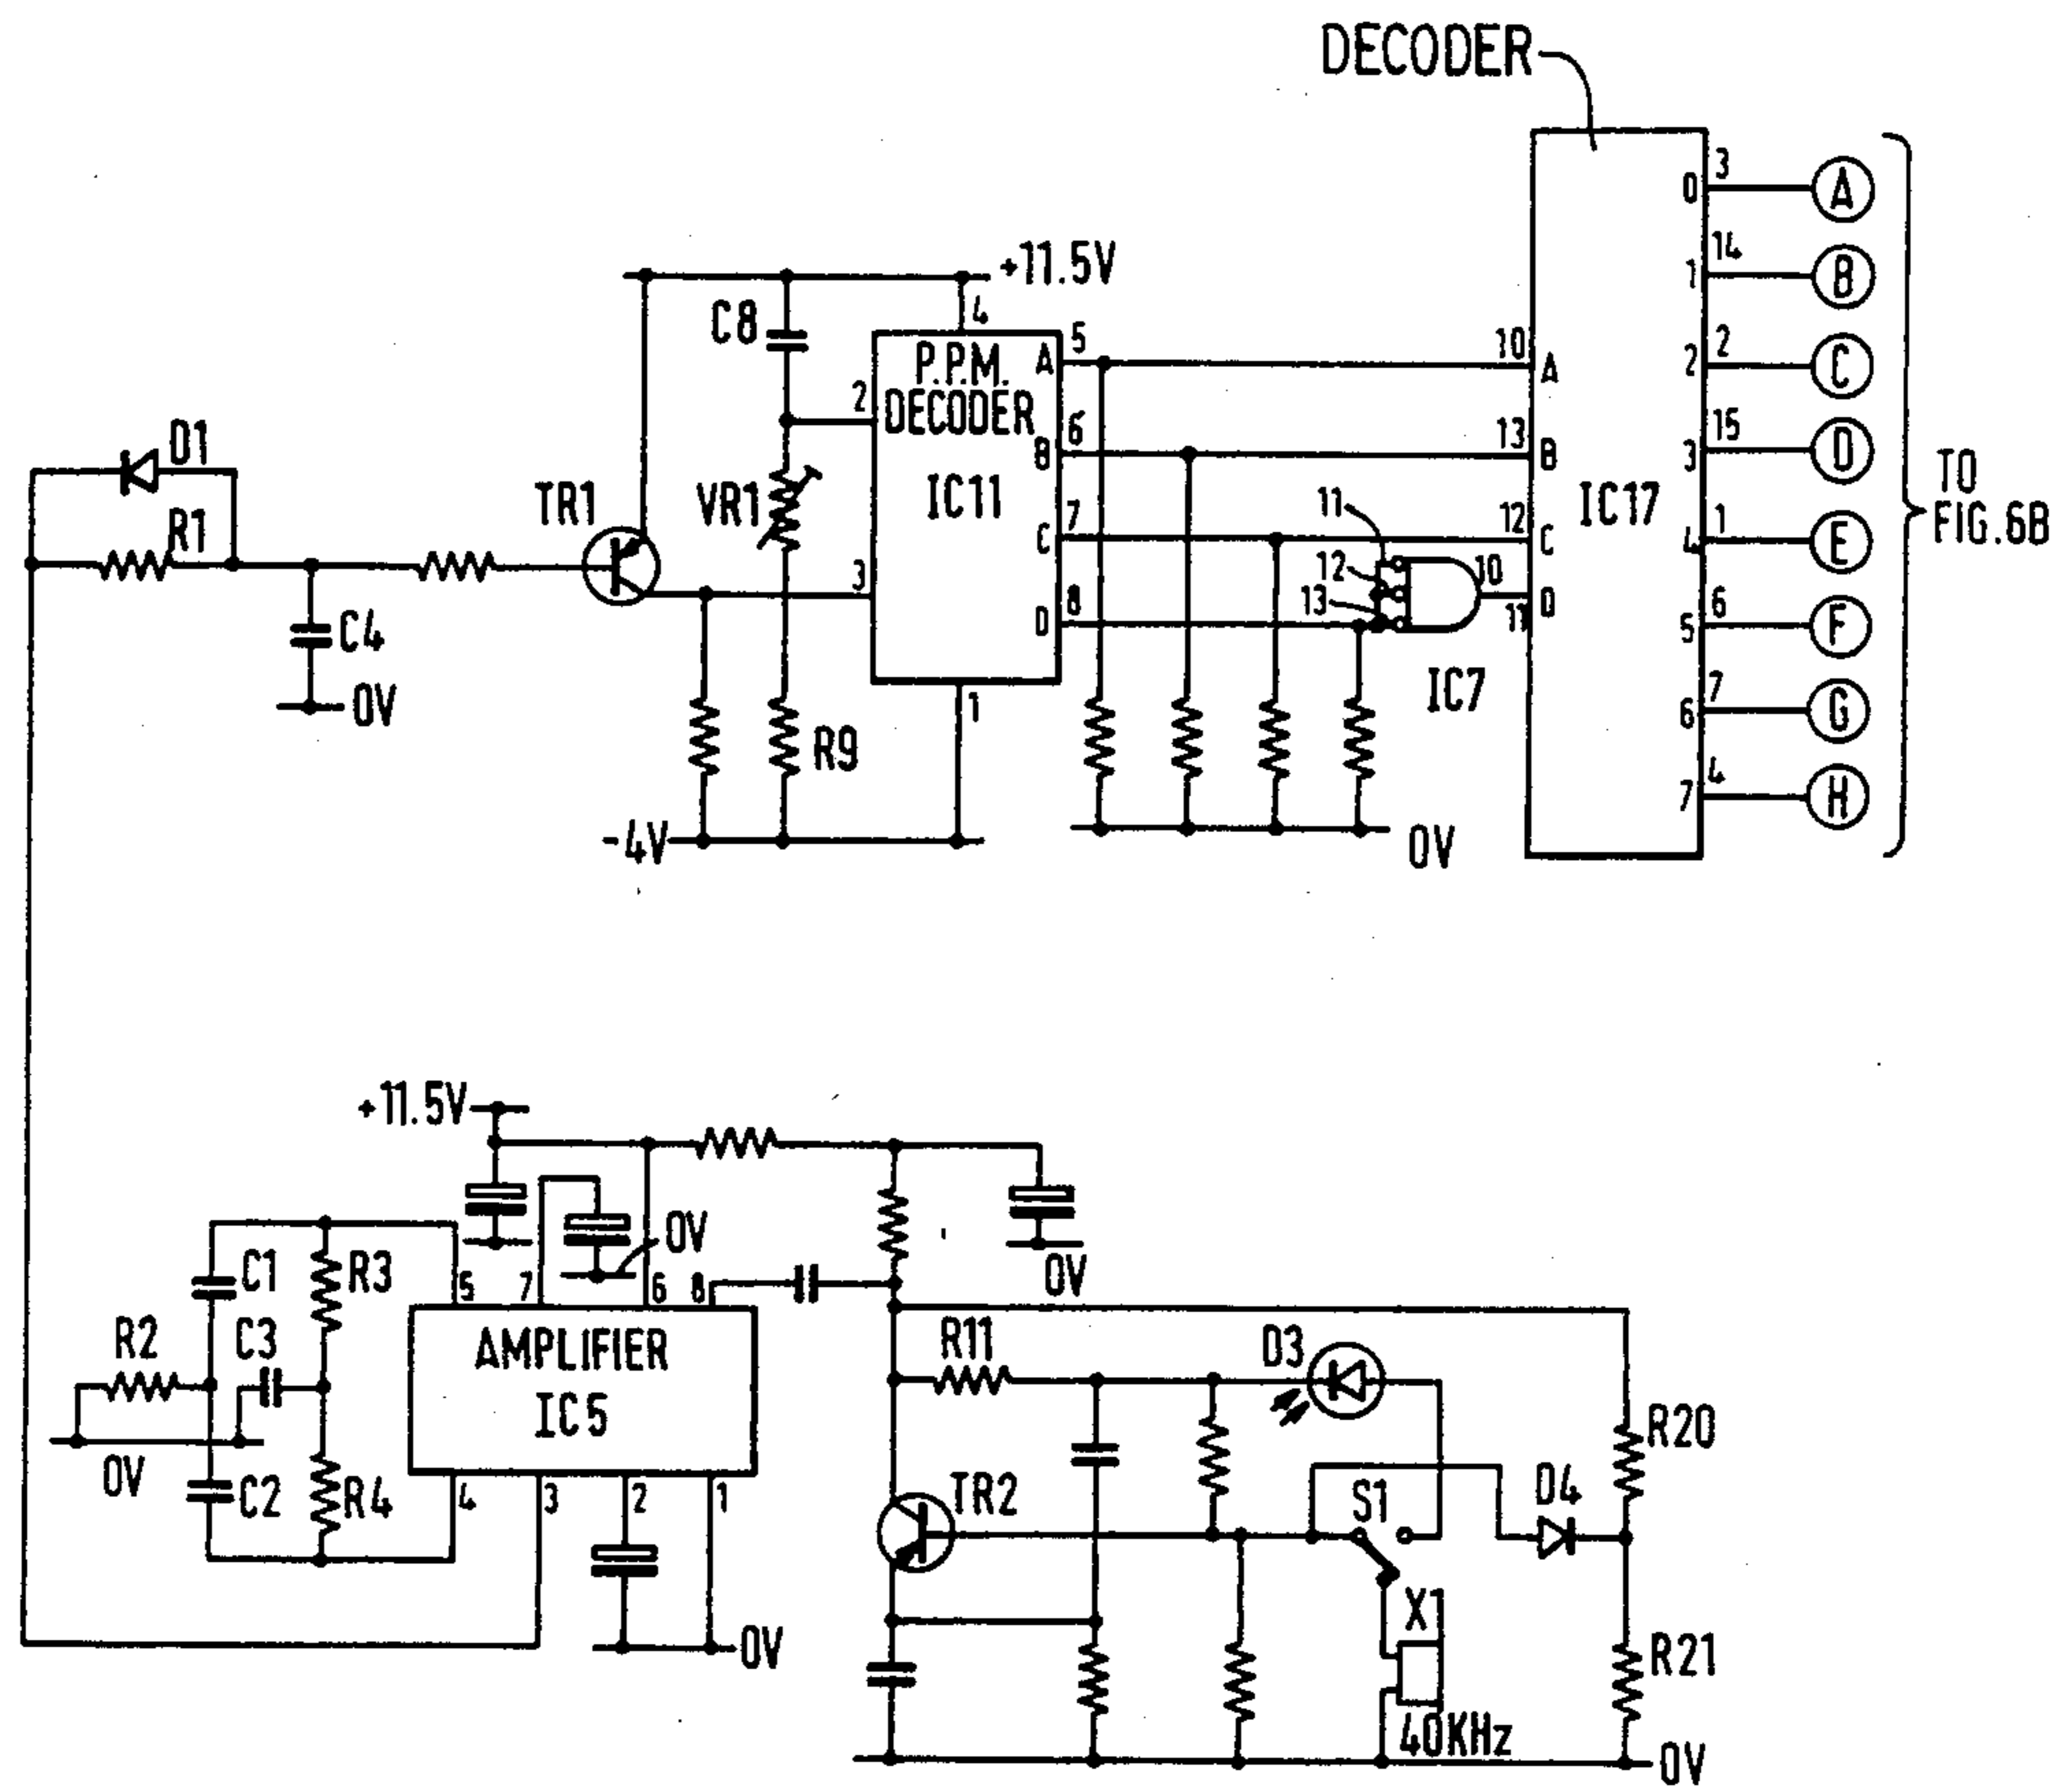 DECODER
3
0
A
14
1
B
2
2
C
15
3
D
1
4
E
6
5
F
7
6
G
4
7
H
TO
FIG.6B
+11.5V
C8
4
P.P.M.
DECODER
IC11
2
3
1
A
5
B
6
C
7
D
8
10
A
13
B
12
C
11
D
IC17
11
12
13
10
IC7
D1
R1
TR1
VR1
C4
0V
R9
-4V
0V
+11.5V
0V
0V
5
7
6
8
C1
R3
R2
C3
AMPLIFIER
IC5
0V
C2
R4
4
3
2
1
0V
R11
D3
R20
TR2
S1
D4
X1
R21
40KHz
0V